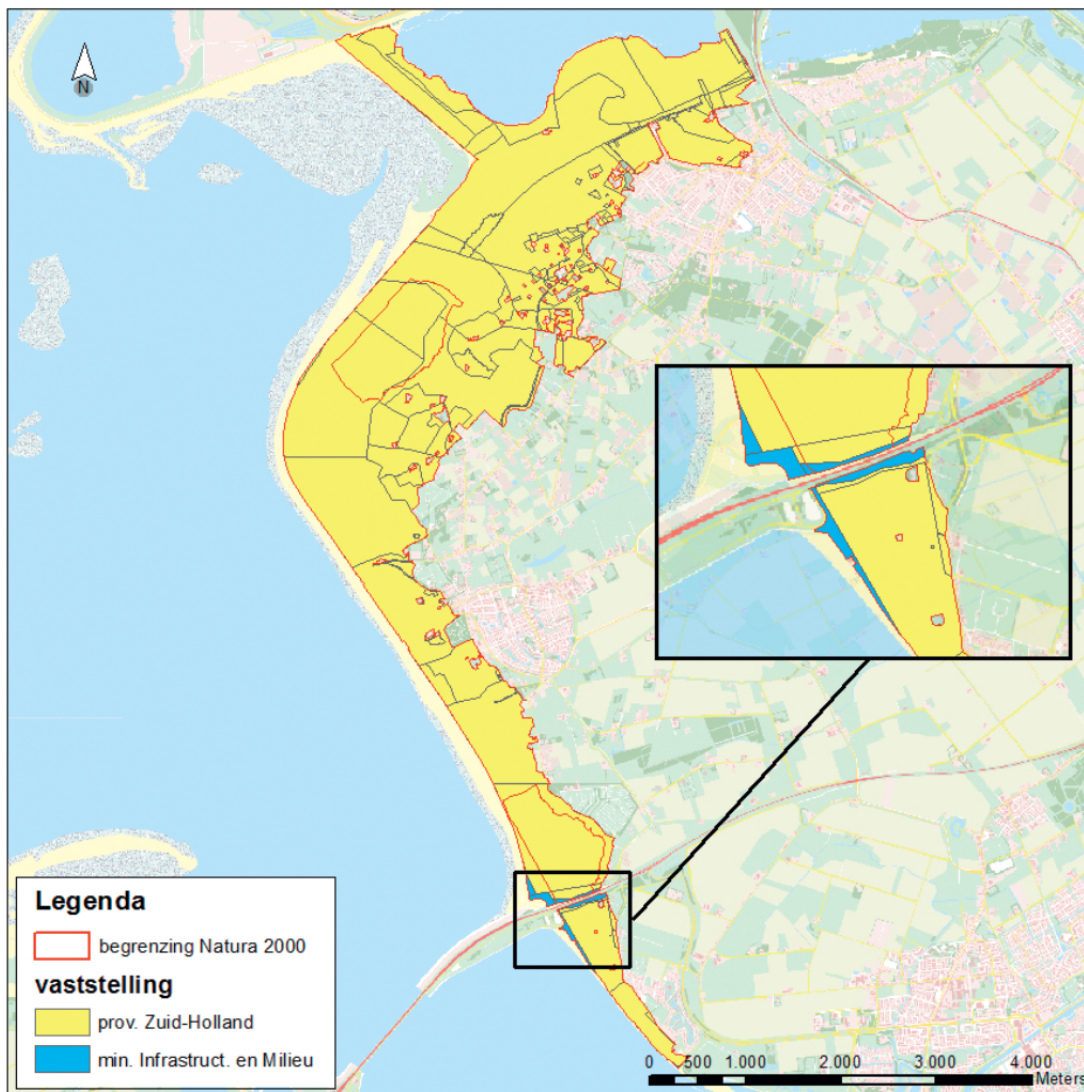 N
Legenda
begrenzing Natura 2000
vaststelling
prov. Zuid-Holland
min. Infrastruct. en Milieu
0 500 1.000 2.000 3.000 4.000
Meters